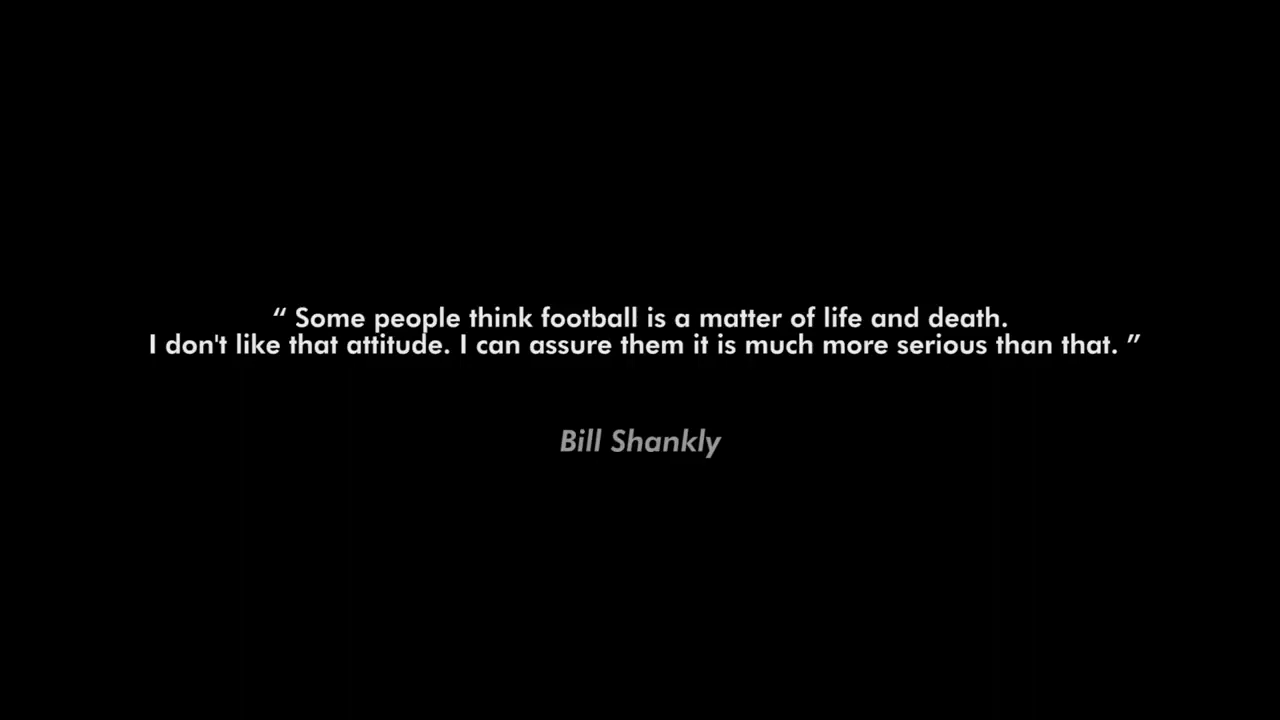 “ Some people think football is a matter of life and death.
I don't like that attitude. I can assure them it is much more serious than that. ”
Bill Shankly